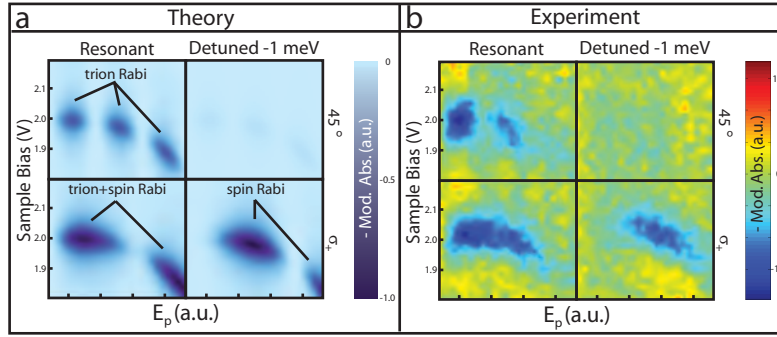 a
Theory
b
Experiment
Resonant
Detuned -1 meV
Resonant
Detuned -1 meV
trion Rabi
Sample Bias (V)
2.1
2.0
1.9
45°
0
-0.5
-1.0
- Mod. Abs. (a.u.)
Sample Bias (V)
2.1
2.0
1.9
45°
- Mod. Abs. (a.u.)
1
0
1
trion+spin Rabi
spin Rabi
2.1
2.0
1.9
σ+
2.1
2.0
1.9
σ+
Ep (a.u.)
Ep (a.u.)